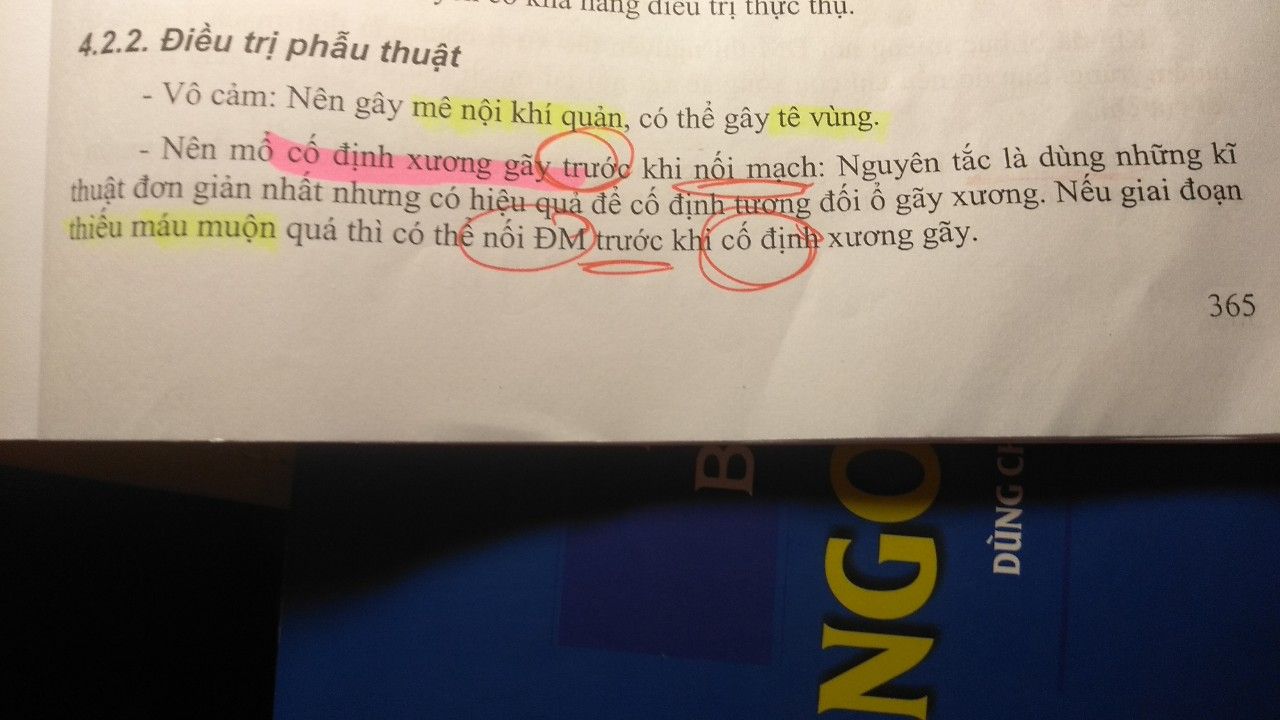 khả năng điều trị thực thụ.
4.2.2. Điều trị phẫu thuật
- Vô cảm: Nên gây mê nội khí quản, có thể gây tê vùng.
- Nên mổ cố định xương gãy trước khi nối mạch: Nguyên tắc là dùng những kĩ
thuật đơn giản nhất nhưng có hiệu quả để cố định tương đối ổ gãy xương. Nếu giai đoạn
thiếu máu muộn quá thì có thể nối ĐM trước khi cố định xương gãy.
365
B
NGO
DÙNG CH